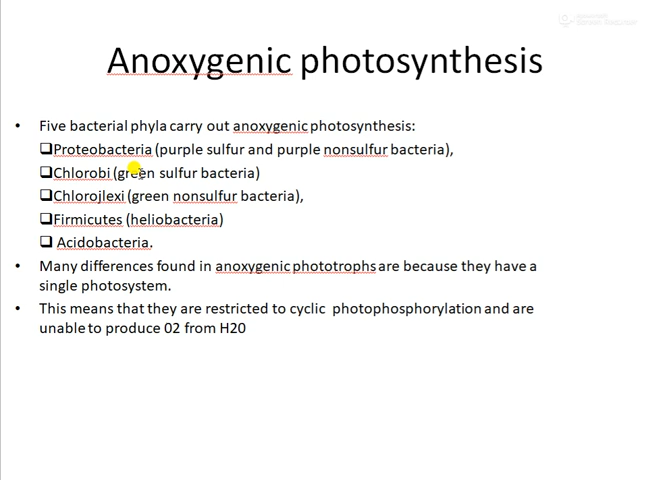 Anoxygenic photosynthesis
• Five bacterial phyla carry out anoxygenic photosynthesis:
❑Proteobacteria (purple sulfur and purple nonsulfur bacteria),
❑Chlorobi (green sulfur bacteria)
❑Chlorojlexi (green nonsulfur bacteria),
❑Firmicutes (heliobacteria)
❑ Acidobacteria.
• Many differences found in anoxygenic phototrophs are because they have a
single photosystem.
• This means that they are restricted to cyclic photophosphorylation and are
unable to produce 02 from H20